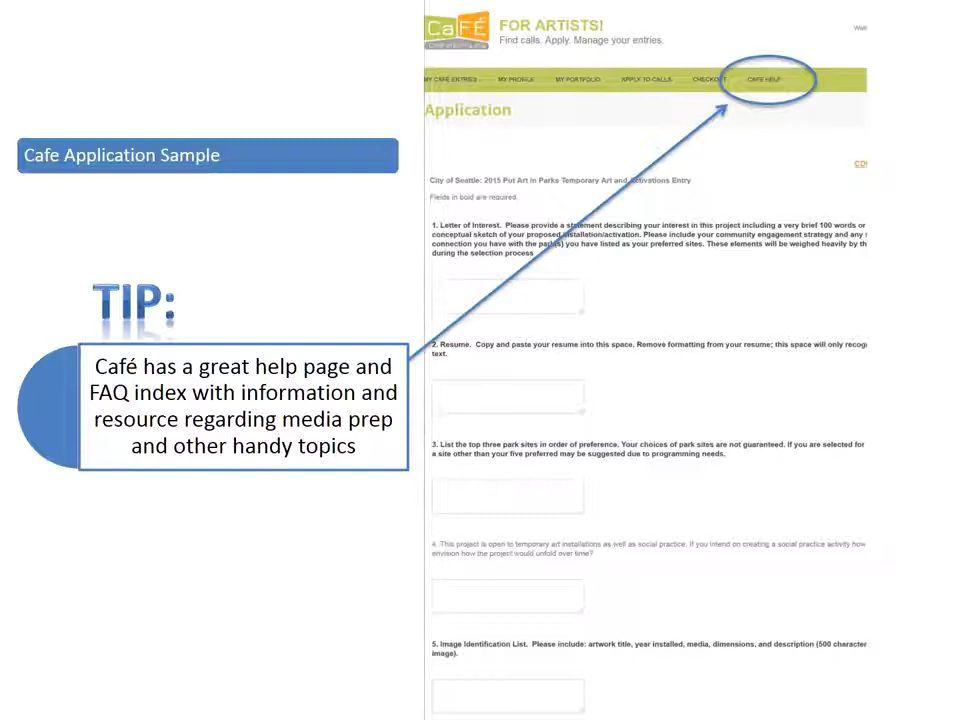 CaFÉ
FOR ARTISTS!
Find calls. Apply. Manage your entries.
MY CAFE ENTRIES MY PROFILE MY PORTFOLIO APPLY TO CALLS CHECKOUT CAFE HELP
Application
Cafe Application Sample
City of Seattle: 2015 Put Art in Parks Temporary Art and Activations Entry
Fields in bold are required.
1. Letter of Interest. Please provide a statement describing your interest in this project including a very brief 100 words or
conceptual sketch of your proposed installation/activation. Please include your community engagement strategy and any
connection you have with the park(s) you have listed as your preferred sites. These elements will be weighed heavily by th
during the selection process
TIP:
Café has a great help page and
FAQ index with information and
resource regarding media prep
and other handy topics
2. Resume. Copy and paste your resume into this space. Remove formatting from your resume; this space will only recog
text.
3. List the top three park sites in order of preference. Your choices of park sites are not guaranteed. If you are selected for
a site other than your five preferred may be suggested due to programming needs.
4. This project is open to temporary art installations as well as social practice. If you intend on creating a social practice activity how
envision how the project would unfold over time?
5. Image Identification List. Please include: artwork title, year installed, media, dimensions, and description (500 character
image).